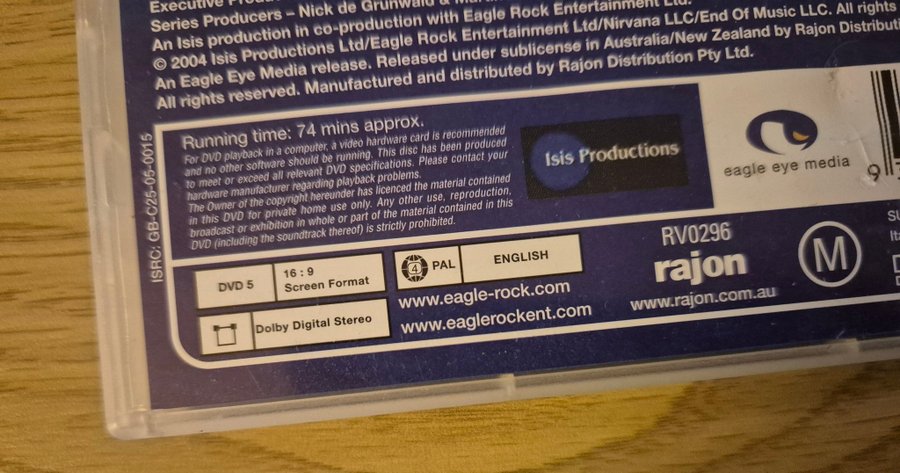 Executive Produ
Series Producers – Nick de Grunwald &
An Isis production in co-production with Eagle Rock Entertainment Ltd.
© 2004 Isis Productions Ltd/Eagle Rock Entertainment Ltd/Nirvana LLC/End Of Music LLC. All rights
An Eagle Eye Media release. Released under sublicense in Australia/New Zealand by Rajon Distributi
All rights reserved. Manufactured and distributed by Rajon Distribution Pty Ltd.
ISRC: GB-C25-05-0015
Running time: 74 mins approx.
For DVD playback in a computer, a video hardware card is recommended
and no other software should be running. This disc has been produced
to meet or exceed all relevant DVD specifications. Please contact your
hardware manufacturer regarding playback problems.
The Owner of the copyright hereunder has licenced the material contained
in this DVD for private home use only. Any other use, reproduction,
broadcast or exhibition in whole or part of the material contained in this
DVD (including the soundtrack thereof) is strictly prohibited.
Isis Productions
eagle eye media
9
DVD 5
16 : 9
Screen Format
4 PAL
ENGLISH
Dolby Digital Stereo
www.eagle-rock.com
www.eaglerockent.com
RV0296
rajon
www.rajon.com.au
M